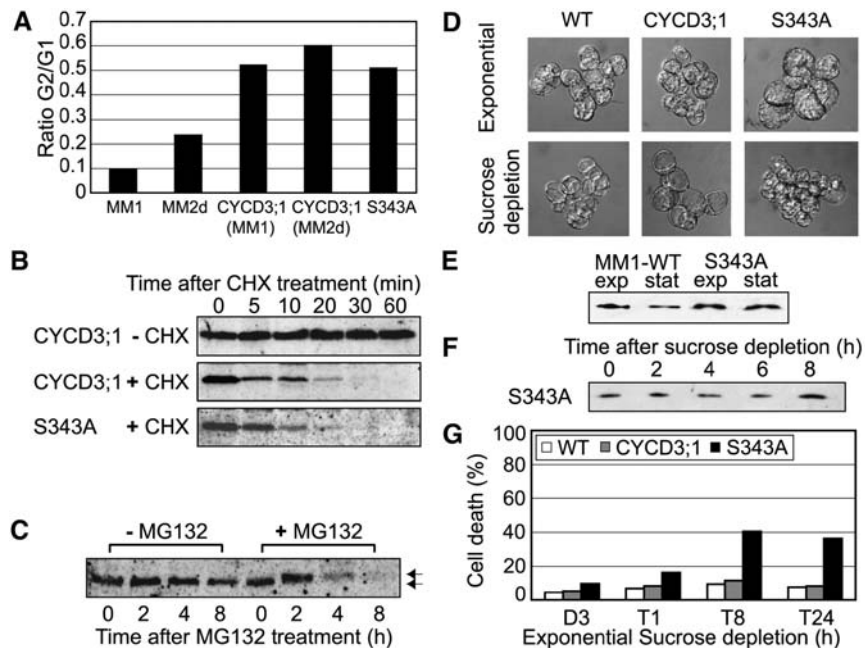 A
Ratio G2/G1
0.7
0.6
0.5
0.4
0.3
0.2
0.1
0
MM1 MM2d CYCD3;1 (MM1) CYCD3;1 (MM2d) S343A
B
Time after CHX treatment (min)
0 5 10 20 30 60
CYCD3;1 - CHX
CYCD3;1 + CHX
S343A + CHX
C
- MG132 + MG132
0 2 4 8 0 2 4 8
Time after MG132 treatment (h)
D
WT CYCD3;1 S343A
Exponential
Sucrose depletion
E
MM1-WT S343A
exp stat exp stat
F
Time after sucrose depletion (h)
0 2 4 6 8
S343A
G
Cell death (%)
100
80
60
40
20
0
WT CYCD3;1 S343A
D3 T1 T8 T24
Exponential Sucrose depletion (h)